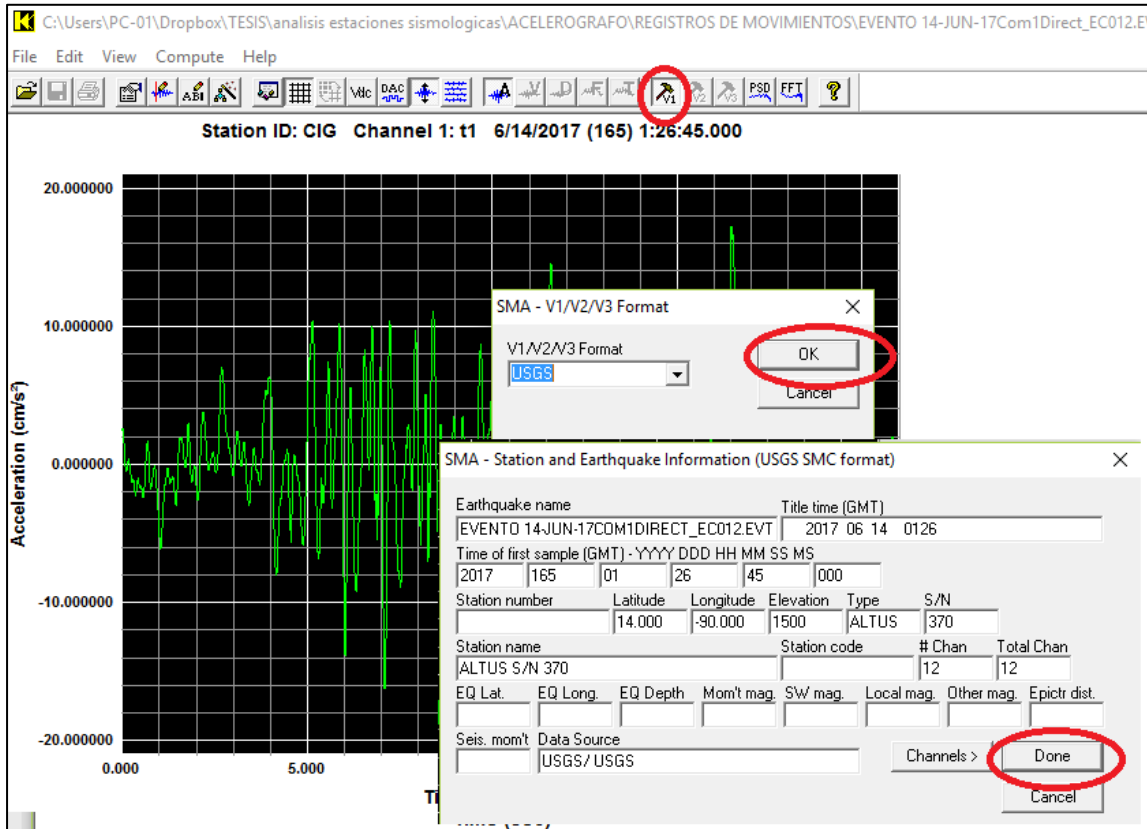 C:\Users\PC-01\Dropbox\TESIS\analisis estaciones sismologicas\ACELEROGRAFO\REGISTROS DE MOVIMIENTOS\EVENTO 14-JUN-17Com1Direct_EC012.E
File Edit View Compute Help
ABI Vdc DAC A V D F T V1 V2 V3 PSD FFT ?
Station ID: CIG Channel 1: t1 6/14/2017 (165) 1:26:45.000
20.000000
10.000000
0.000000
-10.000000
-20.000000
Acceleration (cm/s²)
0.000 5.000
SMA - V1/V2/V3 Format
V1/V2/V3 Format
USGS
OK
Cancel
SMA - Station and Earthquake Information (USGS SMC format)
Earthquake name Title time (GMT)
EVENTO 14-JUN-17COM1DIRECT_EC012.EVT 2017 06 14 0126
Time of first sample (GMT) - YYYY DDD HH MM SS MS
2017 165 01 26 45 000
Station number Latitude Longitude Elevation Type S/N
14.000 -90.000 1500 ALTUS 370
Station name Station code # Chan Total Chan
ALTUS S/N 370 12 12
EQ Lat. EQ Long. EQ Depth Mom't mag. SW mag. Local mag. Other mag. Epictr dist.
Seis. mom't Data Source
USGS/ USGS
Channels > Done
Cancel